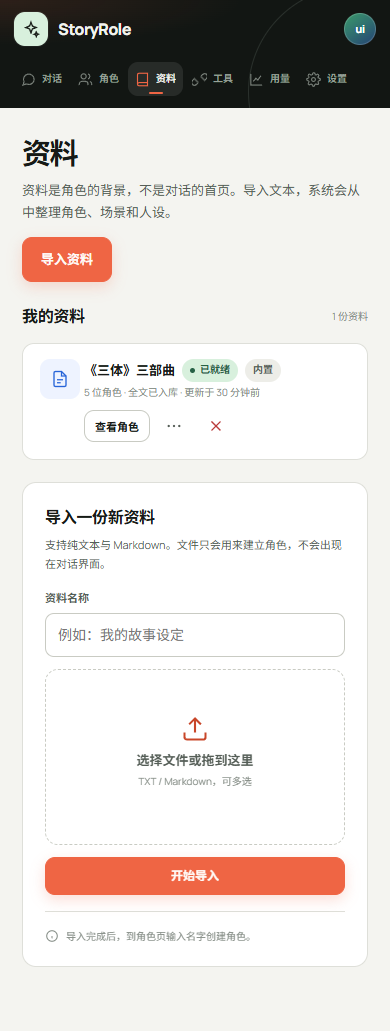 StoryRole
ui
对话
角色
资料
工具
用量
设置
资料
资料是角色的背景，不是对话的首页。导入文本，系统会从
中整理角色、场景和人设。
导入资料
我的资料
1 份资料
《三体》三部曲
已就绪
内置
5 位角色 · 全文已入库 · 更新于 30 分钟前
查看角色
导入一份新资料
支持纯文本与 Markdown。文件只会用来建立角色，不会出现
在对话界面。
资料名称
例如：我的故事设定
选择文件或拖到这里
TXT / Markdown，可多选
开始导入
导入完成后，到角色页输入名字创建角色。